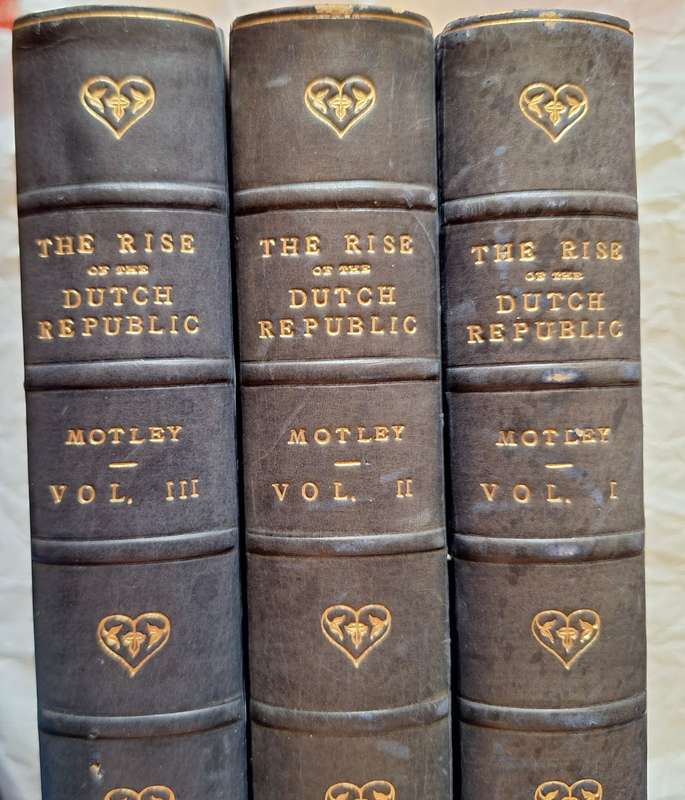 THE RISE
OF THE
DUTCH
REPUBLIC
MOTLEY
VOL. III
THE RISE
OF THE
DUTCH
REPUBLIC
MOTLEY
VOL. II
THE RISE
OF THE
DUTCH
REPUBLIC
MOTLEY
VOL. I